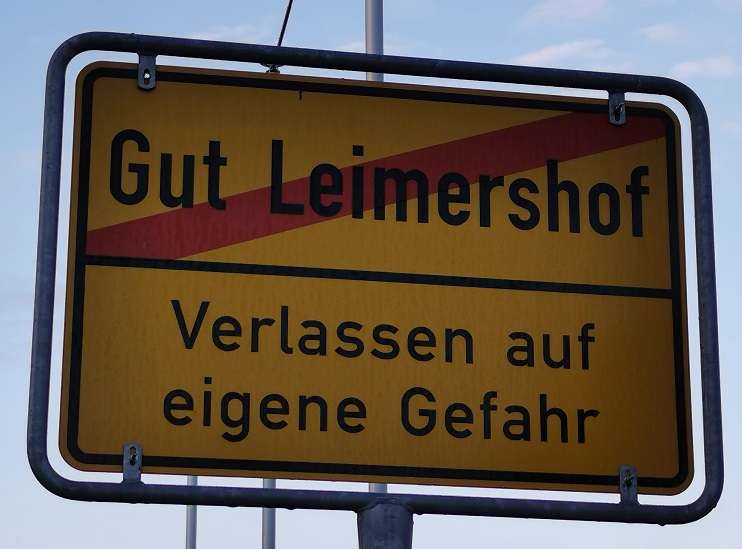 Gut Leimershof
Verlassen auf
eigene Gefahr